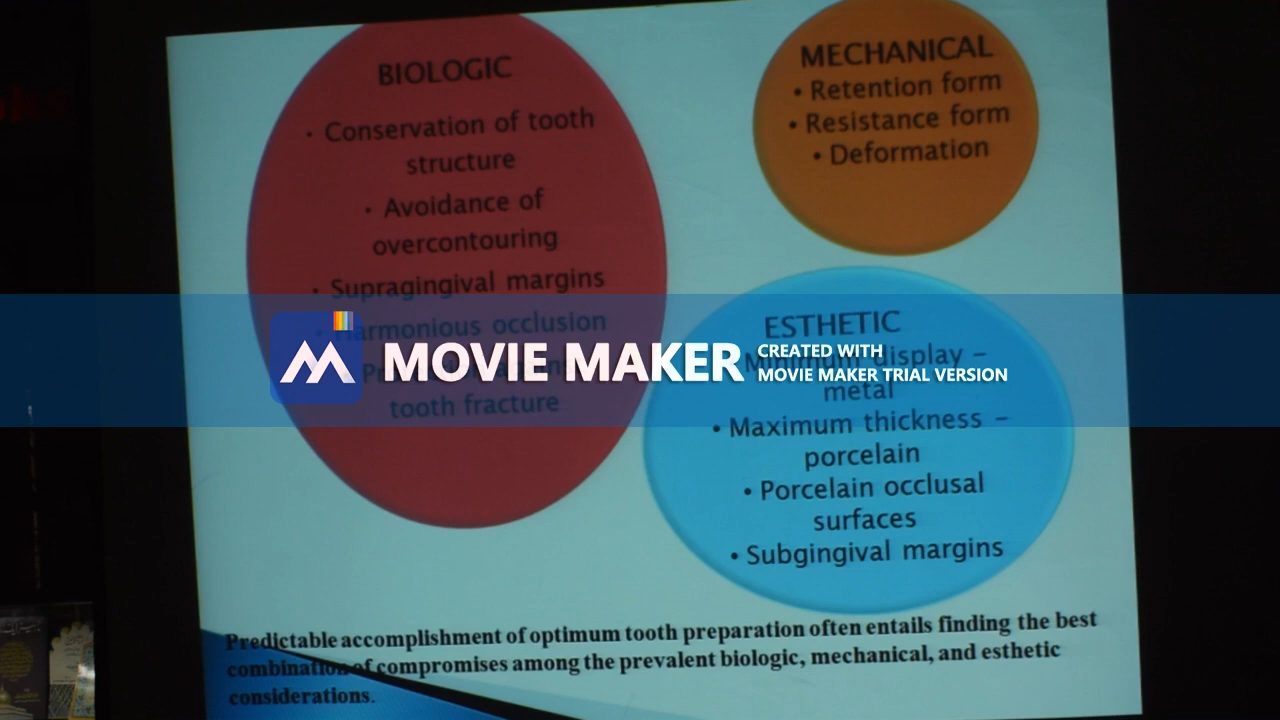 BIOLOGIC
• Conservation of tooth
structure
• Avoidance of
overcontouring
• Supragingival margins
• Harmonious occlusion
tooth fracture
MECHANICAL
• Retention form
• Resistance form
• Deformation
ESTHETIC
Minimum display –
metal
• Maximum thickness –
porcelain
• Porcelain occlusal
surfaces
• Subgingival margins
MOVIE MAKER
CREATED WITH
MOVIE MAKER TRIAL VERSION
Predictable accomplishment of optimum tooth preparation often entails finding the best
combination of compromises among the prevalent biologic, mechanical, and esthetic
considerations.